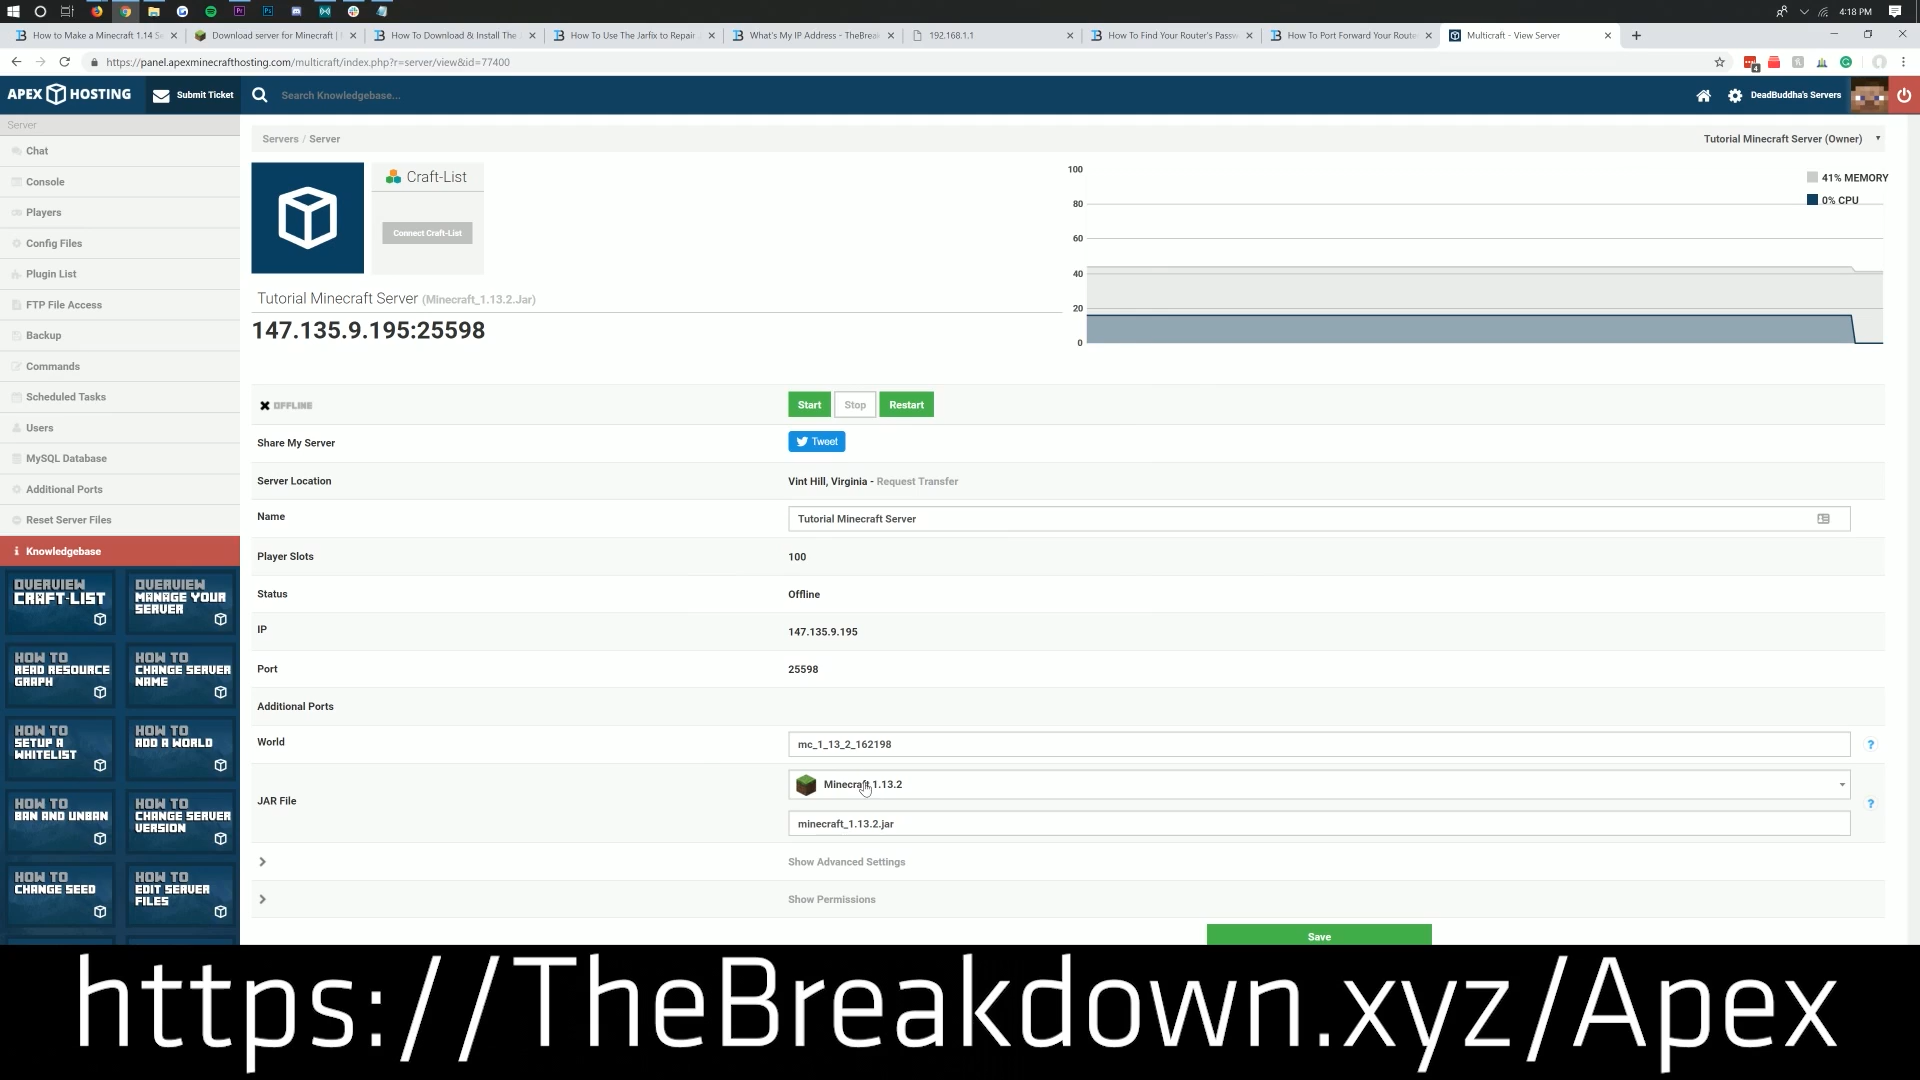 4:18 PM
How to Make a Minecraft 1.14 Se
Download server for Minecraft |
How To Download & Install The
How To Use The Jarfix to Repair
What's My IP Address - TheBreak
192.168.1.1
How To Find Your Router's Passw
How To Port Forward Your Route
Multicraft - View Server
https://panel.apexminecrafthosting.com/multicraft/index.php?r=server/view&id=77400
4
APEX HOSTING
Submit Ticket
Search Knowledgebase...
DeadBuddha's Servers
Server
Chat
Console
Players
Config Files
Plugin List
FTP File Access
Backup
Commands
Scheduled Tasks
Users
MySQL Database
Additional Ports
Reset Server Files
Knowledgebase
OVERVIEW
CRAFT-LIST
OVERVIEW
MANAGE YOUR
SERVER
HOW TO
READ RESOURCE
GRAPH
HOW TO
CHANGE SERVER
NAME
HOW TO
SETUP A
WHITELIST
HOW TO
ADD A WORLD
HOW TO
BAN AND UNBAN
HOW TO
CHANGE SERVER
VERSION
HOW TO
CHANGE SEED
HOW TO
EDIT SERVER
FILES
Servers / Server
Tutorial Minecraft Server (Owner)
Craft-List
Connect Craft-List
100
80
60
40
20
0
41% MEMORY
0% CPU
Tutorial Minecraft Server (Minecraft_1.13.2.Jar)
147.135.9.195:25598
OFFLINE
Start
Stop
Restart
Share My Server
Tweet
Server Location
Vint Hill, Virginia - Request Transfer
Name
Tutorial Minecraft Server
Player Slots
100
Status
Offline
IP
147.135.9.195
Port
25598
Additional Ports
World
mc_1_13_2_162198
?
JAR File
Minecraft 1.13.2
minecraft_1.13.2.jar
?
Show Advanced Settings
Show Permissions
Save
https://TheBreakdown.xyz/Apex